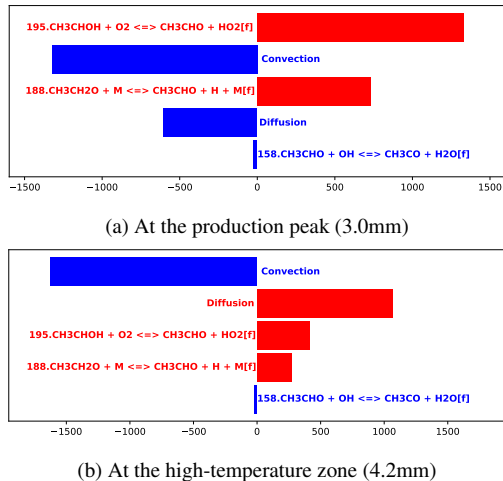 195.CH3CHOH + O2 <=> CH3CHO + HO2[f]
Convection
188.CH3CH2O + M <=> CH3CHO + H + M[f]
Diffusion
158.CH3CHO + OH <=> CH3CO + H2O[f]
−1500 −1000 −500 0 500 1000 1500
(a) At the production peak (3.0mm)
Convection
Diffusion
195.CH3CHOH + O2 <=> CH3CHO + HO2[f]
188.CH3CH2O + M <=> CH3CHO + H + M[f]
158.CH3CHO + OH <=> CH3CO + H2O[f]
−1500 −1000 −500 0 500 1000 1500
(b) At the high-temperature zone (4.2mm)